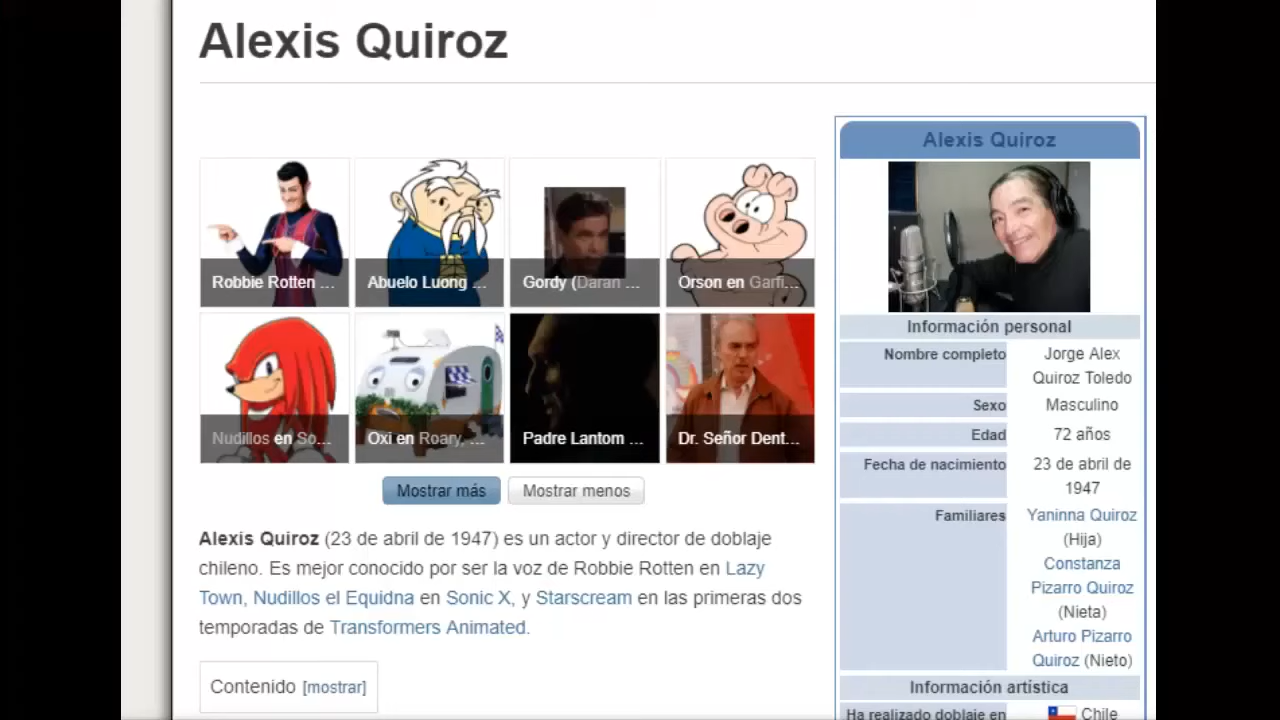 Alexis Quiroz
Robbie Rotten ...
Abuelo Luong ...
Gordy (Daran ...
Orson en Garfi...
Nudillos en So...
Oxi en Roary, ...
Padre Lantom ...
Dr. Señor Dent...
Mostrar más
Mostrar menos
Alexis Quiroz (23 de abril de 1947) es un actor y director de doblaje
chileno. Es mejor conocido por ser la voz de Robbie Rotten en Lazy
Town, Nudillos el Equidna en Sonic X, y Starscream en las primeras dos
temporadas de Transformers Animated.
Contenido [mostrar]
Alexis Quiroz
Información personal
Nombre completo Jorge Alex
Quiroz Toledo
Sexo Masculino
Edad 72 años
Fecha de nacimiento 23 de abril de
1947
Familiares Yaninna Quiroz
(Hija)
Constanza
Pizarro Quiroz
(Nieta)
Arturo Pizarro
Quiroz (Nieto)
Información artística
Ha realizado doblaje en Chile